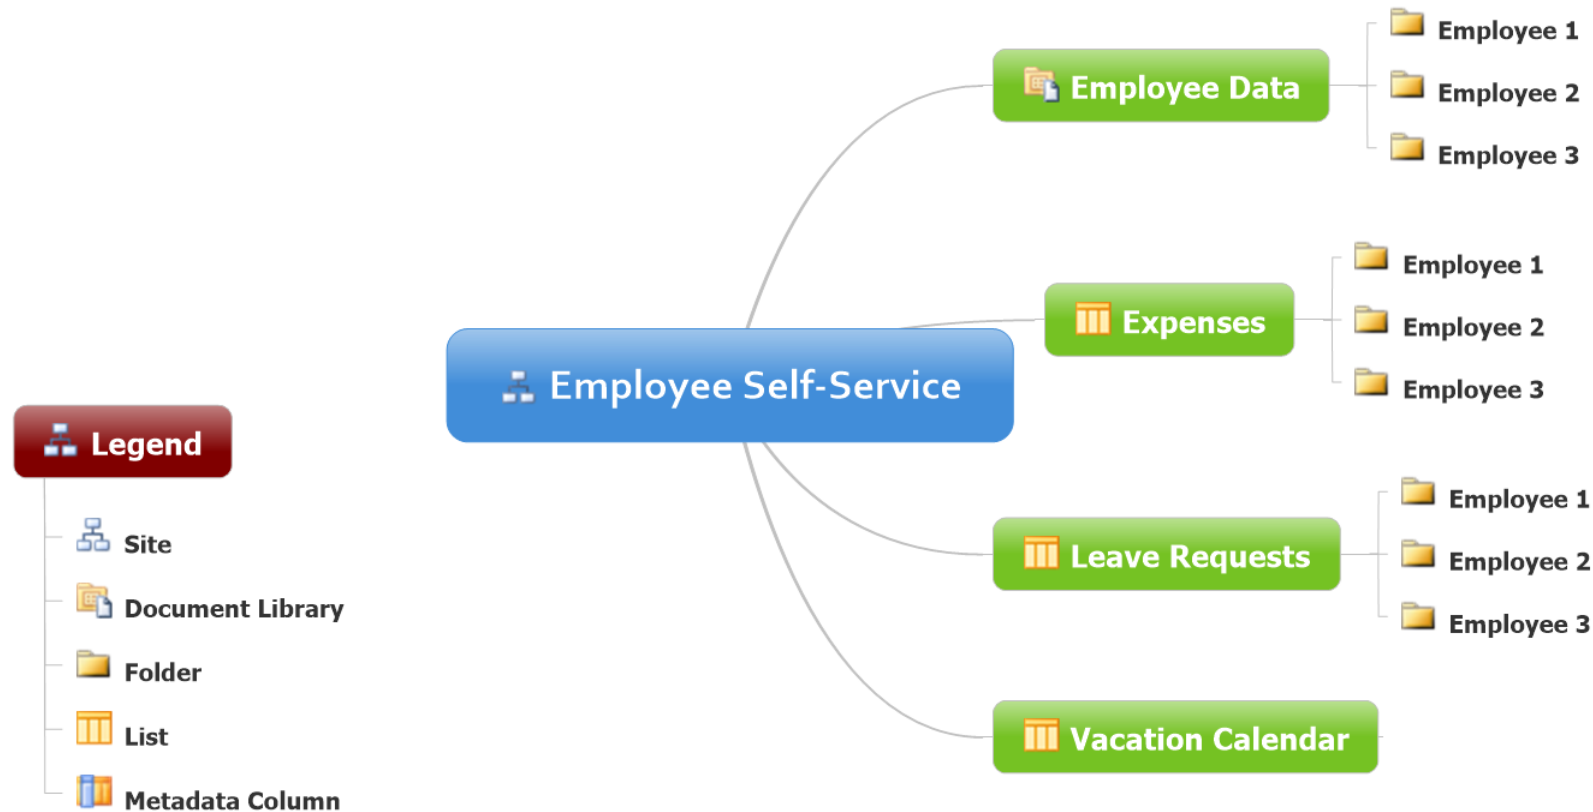 Employee Data
Employee 1
Employee 2
Employee 3
Expenses
Employee 1
Employee 2
Employee 3
Employee Self-Service
Leave Requests
Employee 1
Employee 2
Employee 3
Vacation Calendar
Legend
Site
Document Library
Folder
List
Metadata Column